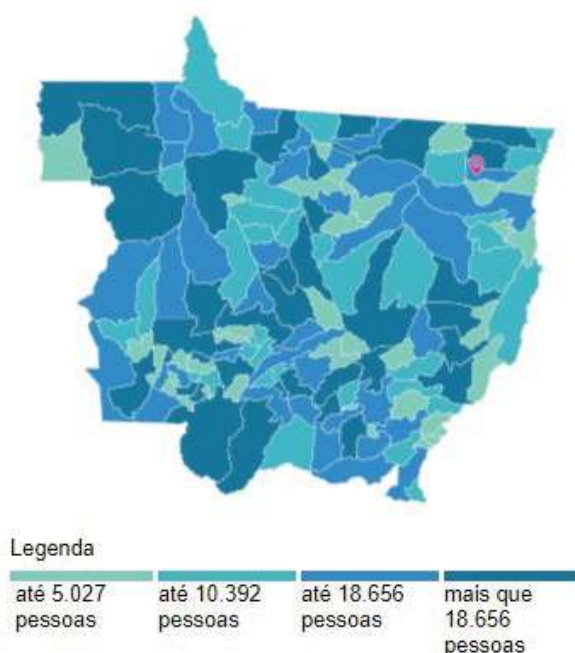 Legenda
até 5.027 pessoas
até 10.392 pessoas
até 18.656 pessoas
mais que 18.656 pessoas